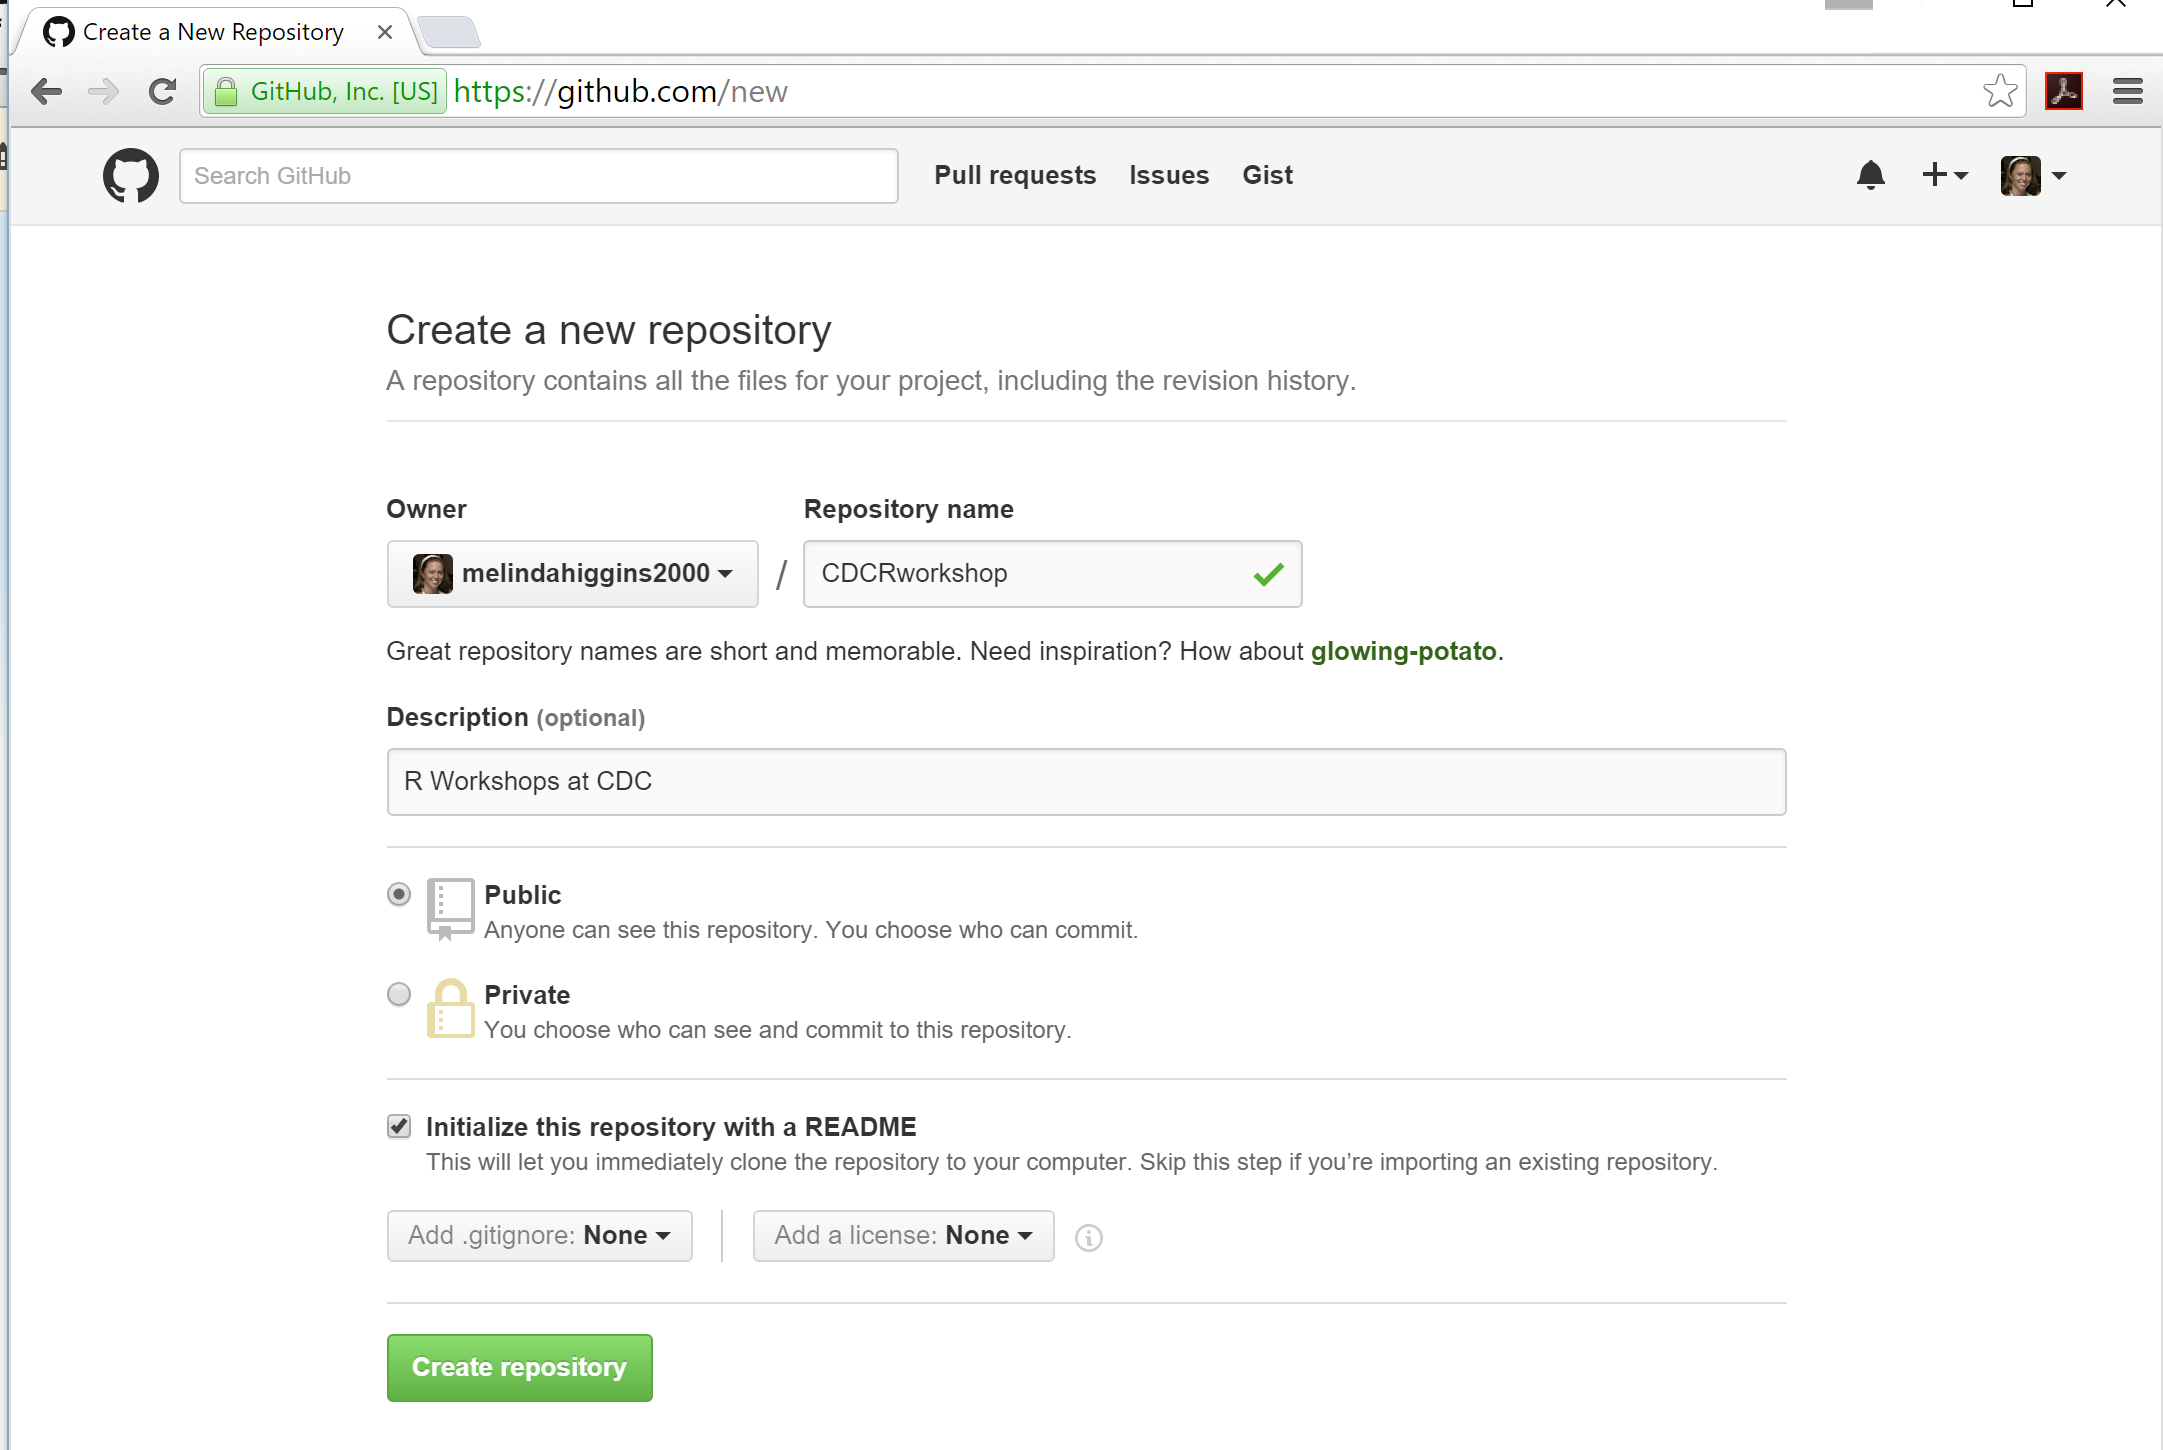 Create a New Repository
GitHub, Inc. [US] https://github.com/new
Search GitHub Pull requests Issues Gist
Create a new repository
A repository contains all the files for your project, including the revision history.
Owner Repository name
melindahiggins2000 / CDCRworkshop
Great repository names are short and memorable. Need inspiration? How about glowing-potato.
Description (optional)
R Workshops at CDC
Public
Anyone can see this repository. You choose who can commit.
Private
You choose who can see and commit to this repository.
Initialize this repository with a README
This will let you immediately clone the repository to your computer. Skip this step if you’re importing an existing repository.
Add .gitignore: None Add a license: None
Create repository